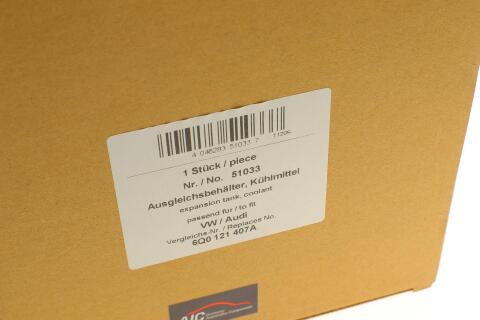 4 046283 51033 7
11206
1 Stück / piece
Nr. / No. 51033
Ausgleichsbehälter, Kühlmittel
expansion tank, coolant
passend für / to fit
VW / Audi
Vergleichs-Nr. / Replaces No.
6Q0 121 407A
AIC